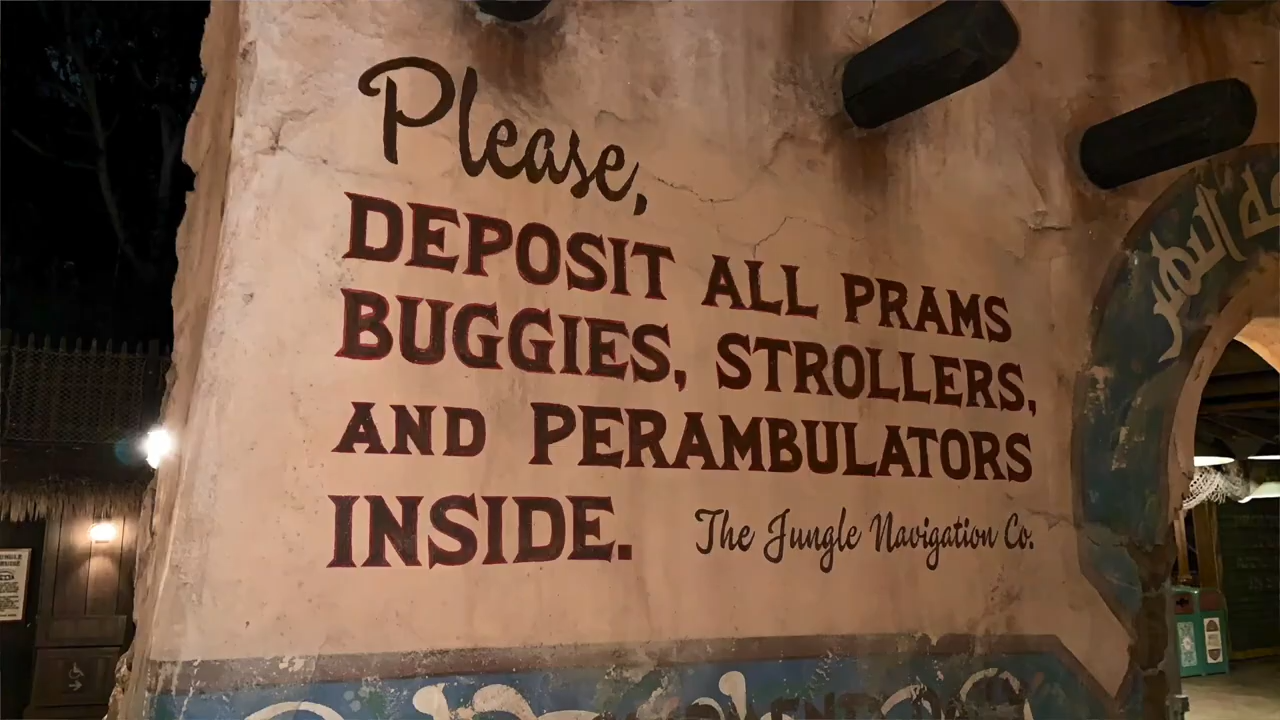 Please,
DEPOSIT ALL PRAMS
BUGGIES, STROLLERS,
AND PERAMBULATORS
INSIDE.
The Jungle Navigation Co.